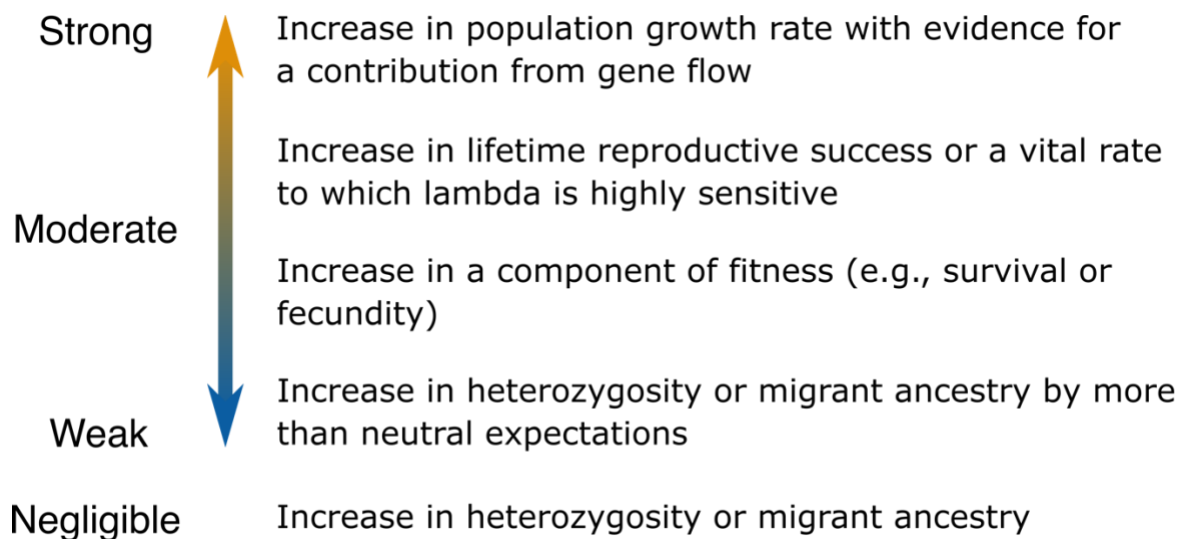 Strong
Increase in population growth rate with evidence for
a contribution from gene flow
Increase in lifetime reproductive success or a vital rate
to which lambda is highly sensitive
Moderate
Increase in a component of fitness (e.g., survival or
fecundity)
Weak
Increase in heterozygosity or migrant ancestry by more
than neutral expectations
Negligible
Increase in heterozygosity or migrant ancestry